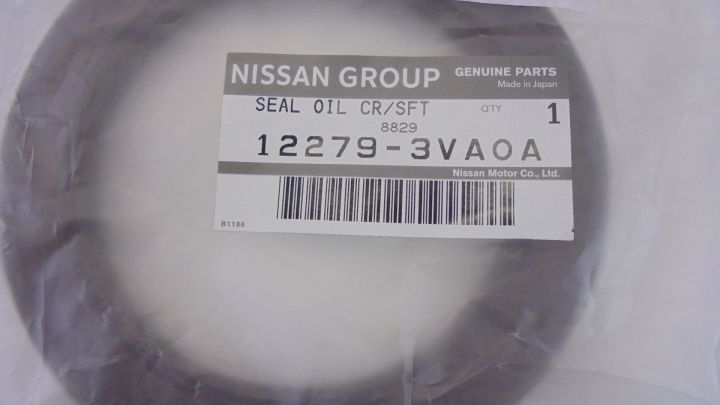 NISSAN GROUP GENUINE PARTS
Made in Japan
SEAL OIL CR/SFT Q'TY 1
8829
12279-3VA0A
Nissan Motor Co., Ltd.
B1186